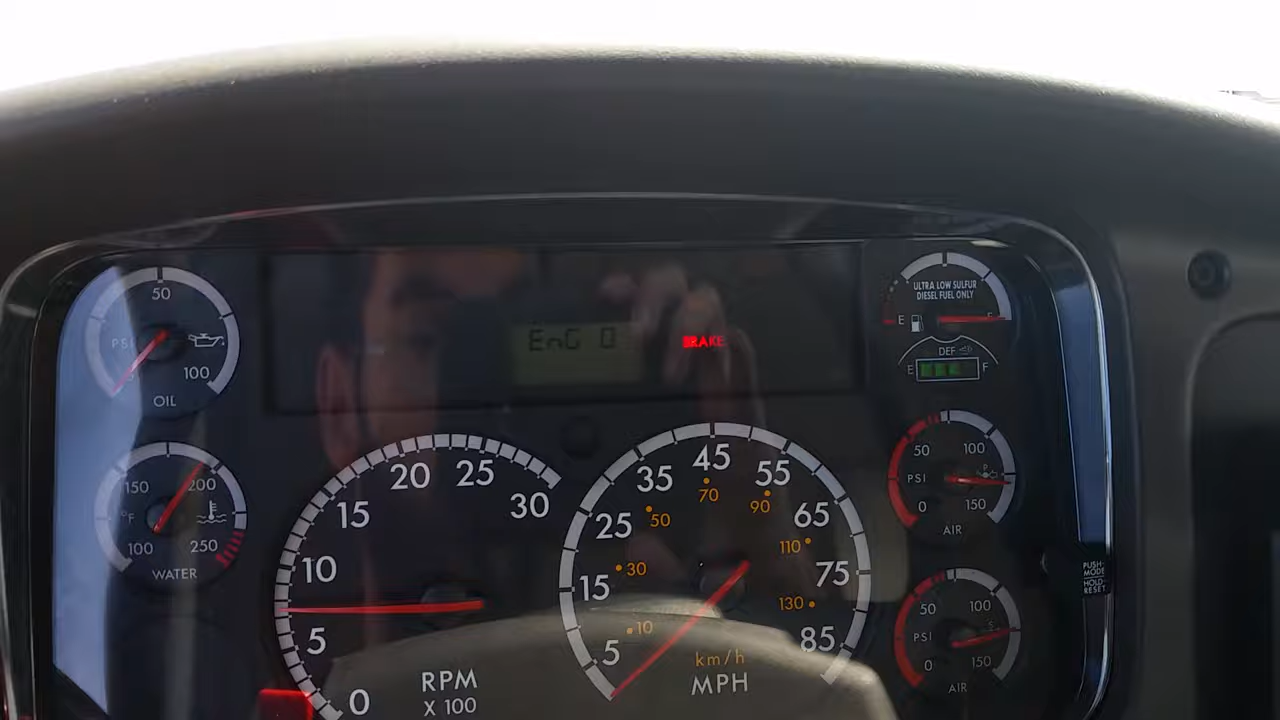 50
PSI
100
OIL
150
200
°F
100
250
WATER
EnG 0
BRAKE
0
5
10
15
20
25
30
RPM
X 100
5
15
25
35
45
55
65
75
85
10
30
50
70
90
110
130
km/h
MPH
ULTRA LOW SULFUR
DIESEL FUEL ONLY
E F
DEF
E F
50
100
PSI
0
150
P
AIR
50
100
PSI
0
150
S
AIR
PUSH-
MODE
HOLD-
RESET